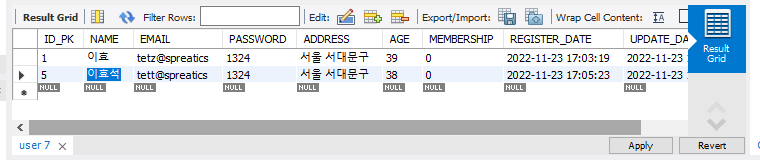 Result Grid Filter Rows: Edit: Export/Import: Wrap Cell Content: IA
ID_PK NAME EMAIL PASSWORD ADDRESS AGE MEMBERSHIP REGISTER_DATE UPDATE_DA
1 이효 tetz@spreatics 1324 서울 서대문구 39 0 2022-11-23 17:03:19 2022-11-23
5 이효석 tett@spreatics 1324 서울 서대문구 38 0 2022-11-23 17:05:23 2022-11-23
NULL NULL NULL NULL NULL NULL NULL NULL NULL
Result
Grid
user 7 Apply Revert